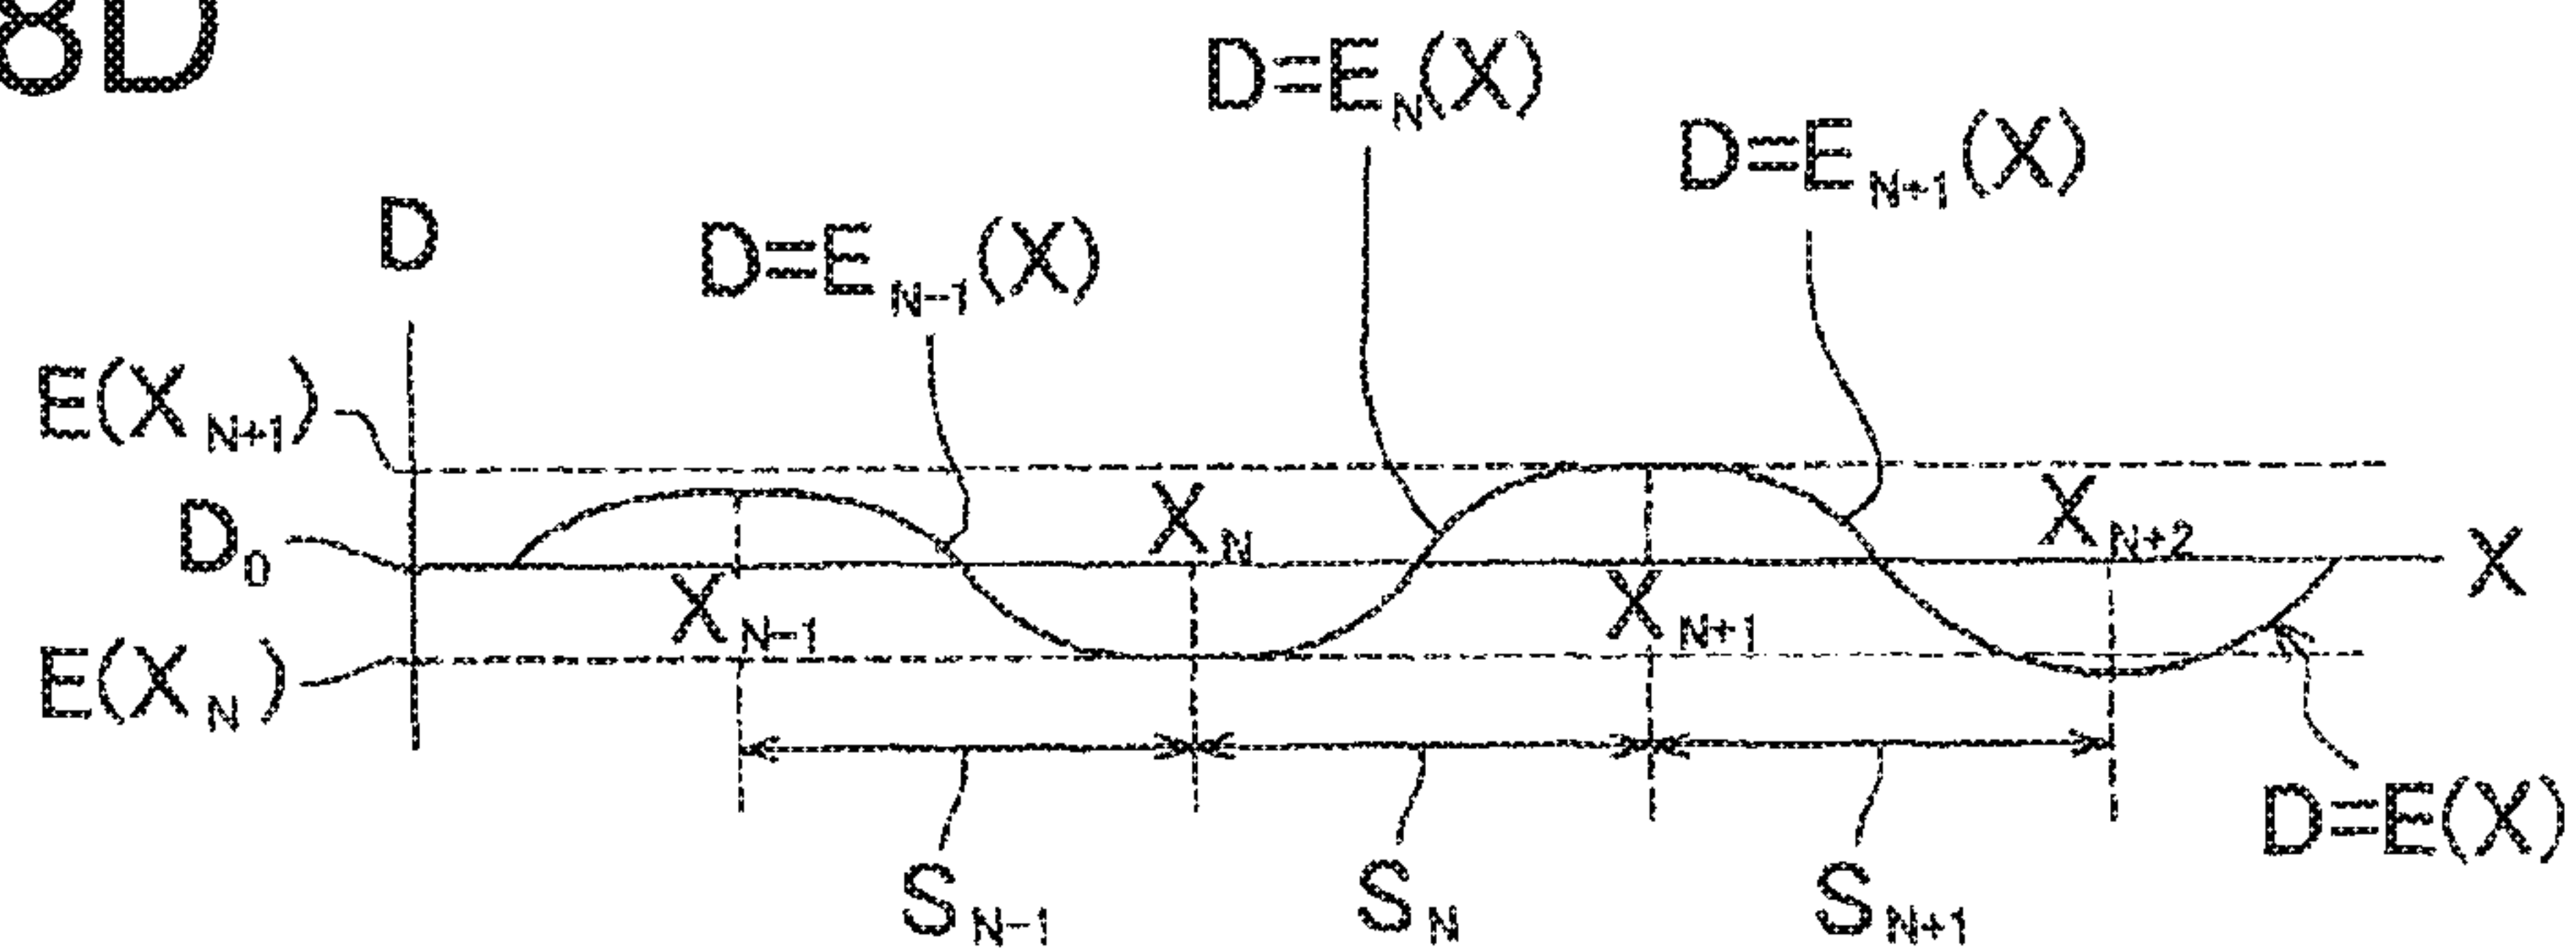 8D
D=E_N(X)
D=E_{N+1}(X)
D
D=E_{N-1}(X)
E(X_{N+1})
D_0
X_N
X_{N+2}
X
X_{N-1}
X_{N+1}
E(X_N)
D=E(X)
S_{N-1}
S_N
S_{N+1}